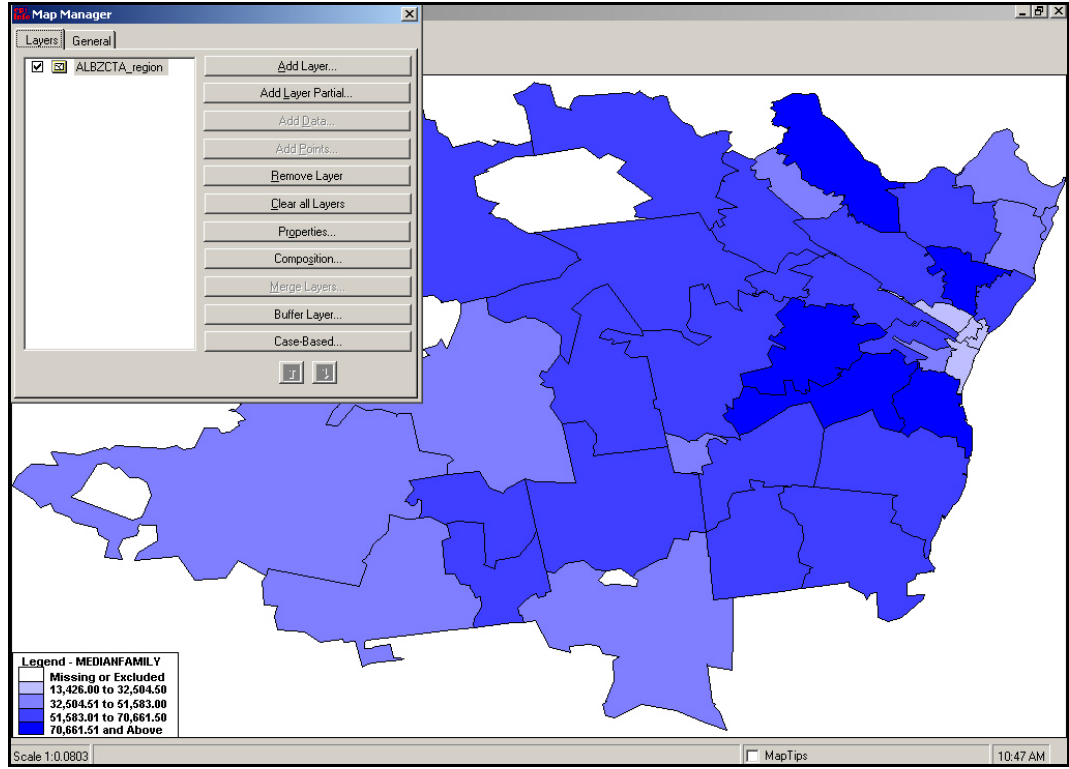 Map Manager
Layers General
ALBZCTA_region
Add Layer...
Add Layer Partial...
Add Data...
Add Points...
Remove Layer
Clear all Layers
Properties...
Composition...
Merge Layers...
Buffer Layer...
Case-Based...
Legend - MEDIANFAMILY
Missing or Excluded
13,426.00 to 32,504.50
32,504.51 to 51,583.00
51,583.01 to 70,661.50
70,661.51 and Above
Scale 1:0.0803 MapTips 10:47 AM